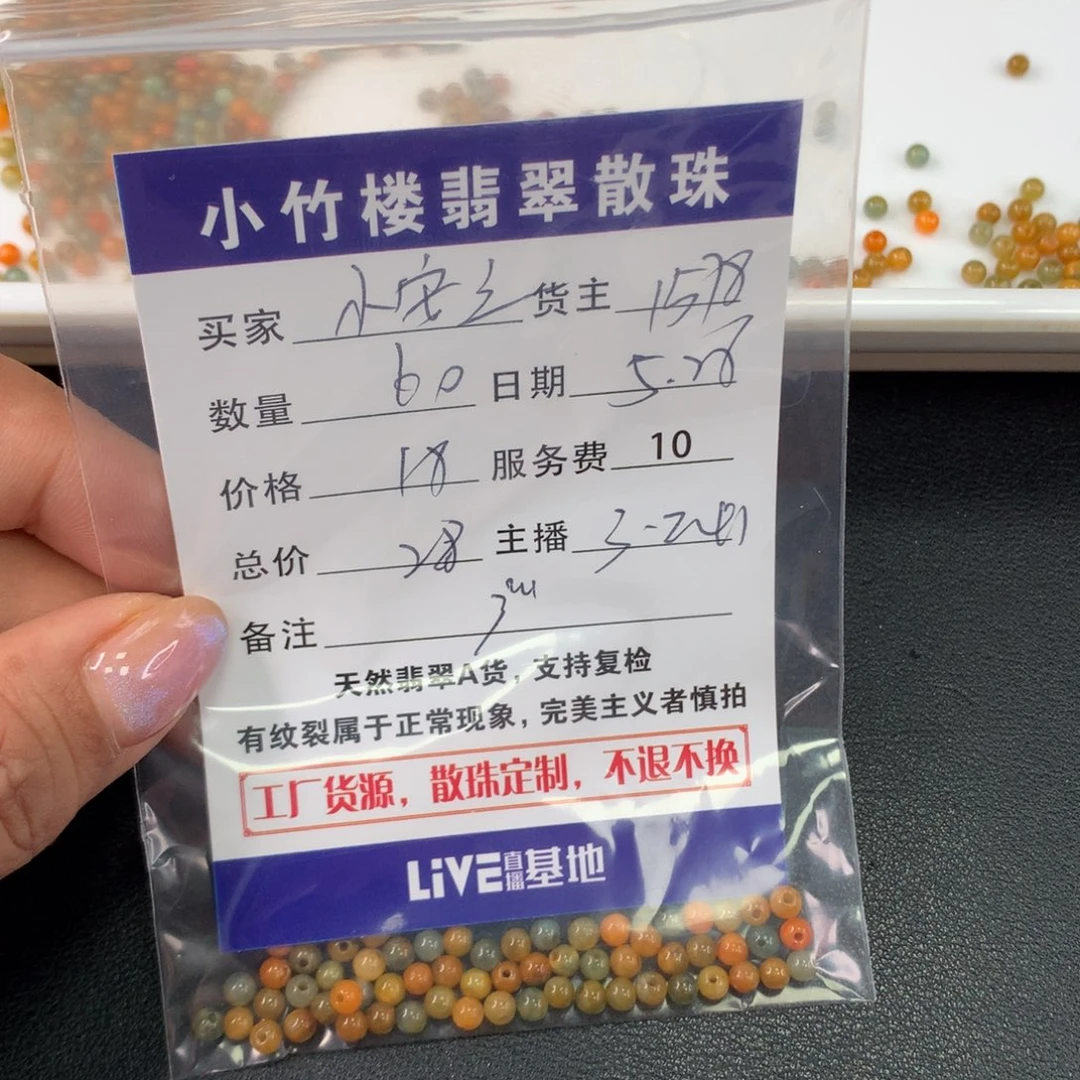 小竹楼翡翠散珠
买家 货主
数量 60 日期 5.28
价格 18 服务费 10
总价 28 主播
备注 3m
天然翡翠A货，支持复检
有纹裂属于正常现象，完美主义者慎拍
工厂货源，散珠定制，不退不换
LiVE直播基地